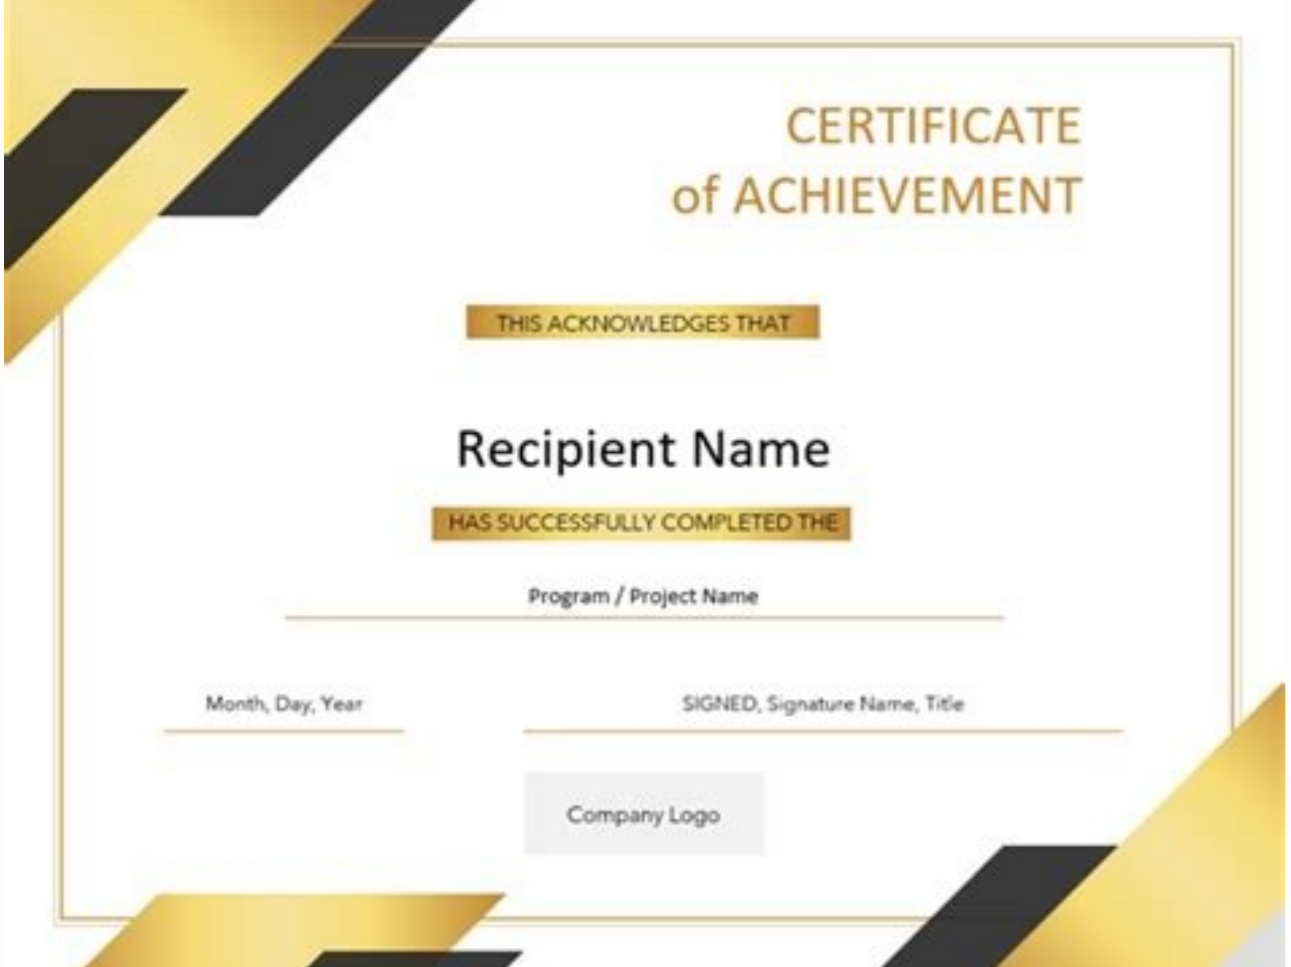 CERTIFICATE
of ACHIEVEMENT
THIS ACKNOWLEDGES THAT
Recipient Name
HAS SUCCESSFULLY COMPLETED THE
Program / Project Name
Month, Day, Year
SIGNED, Signature Name, Title
Company Logo